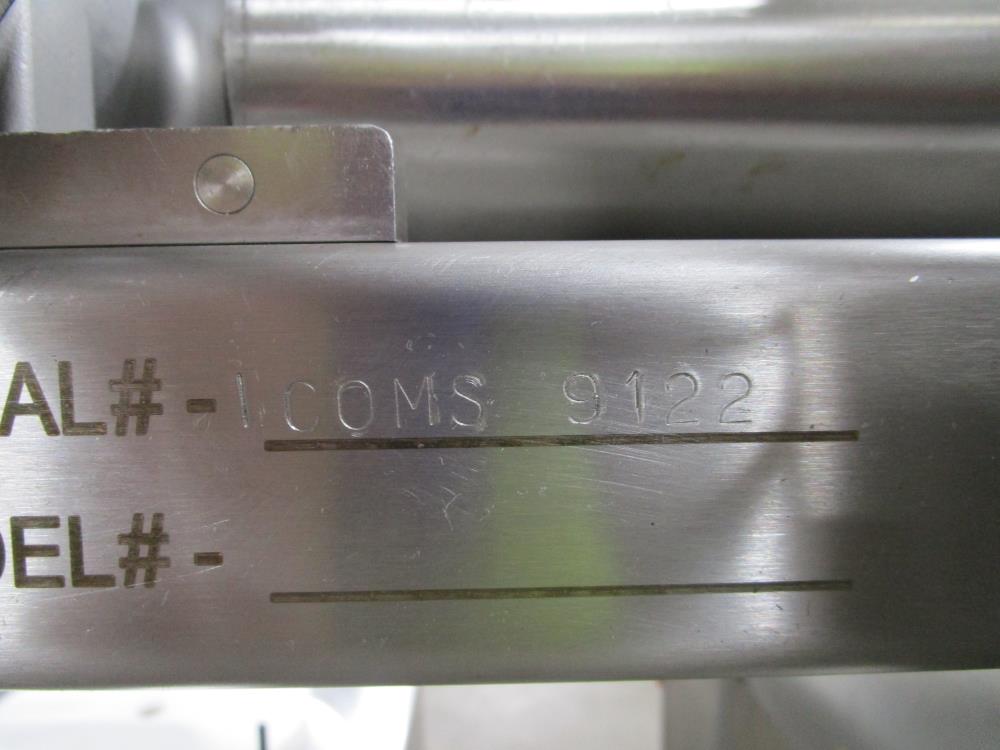 AL# - ICOMS 9122
DEL# -